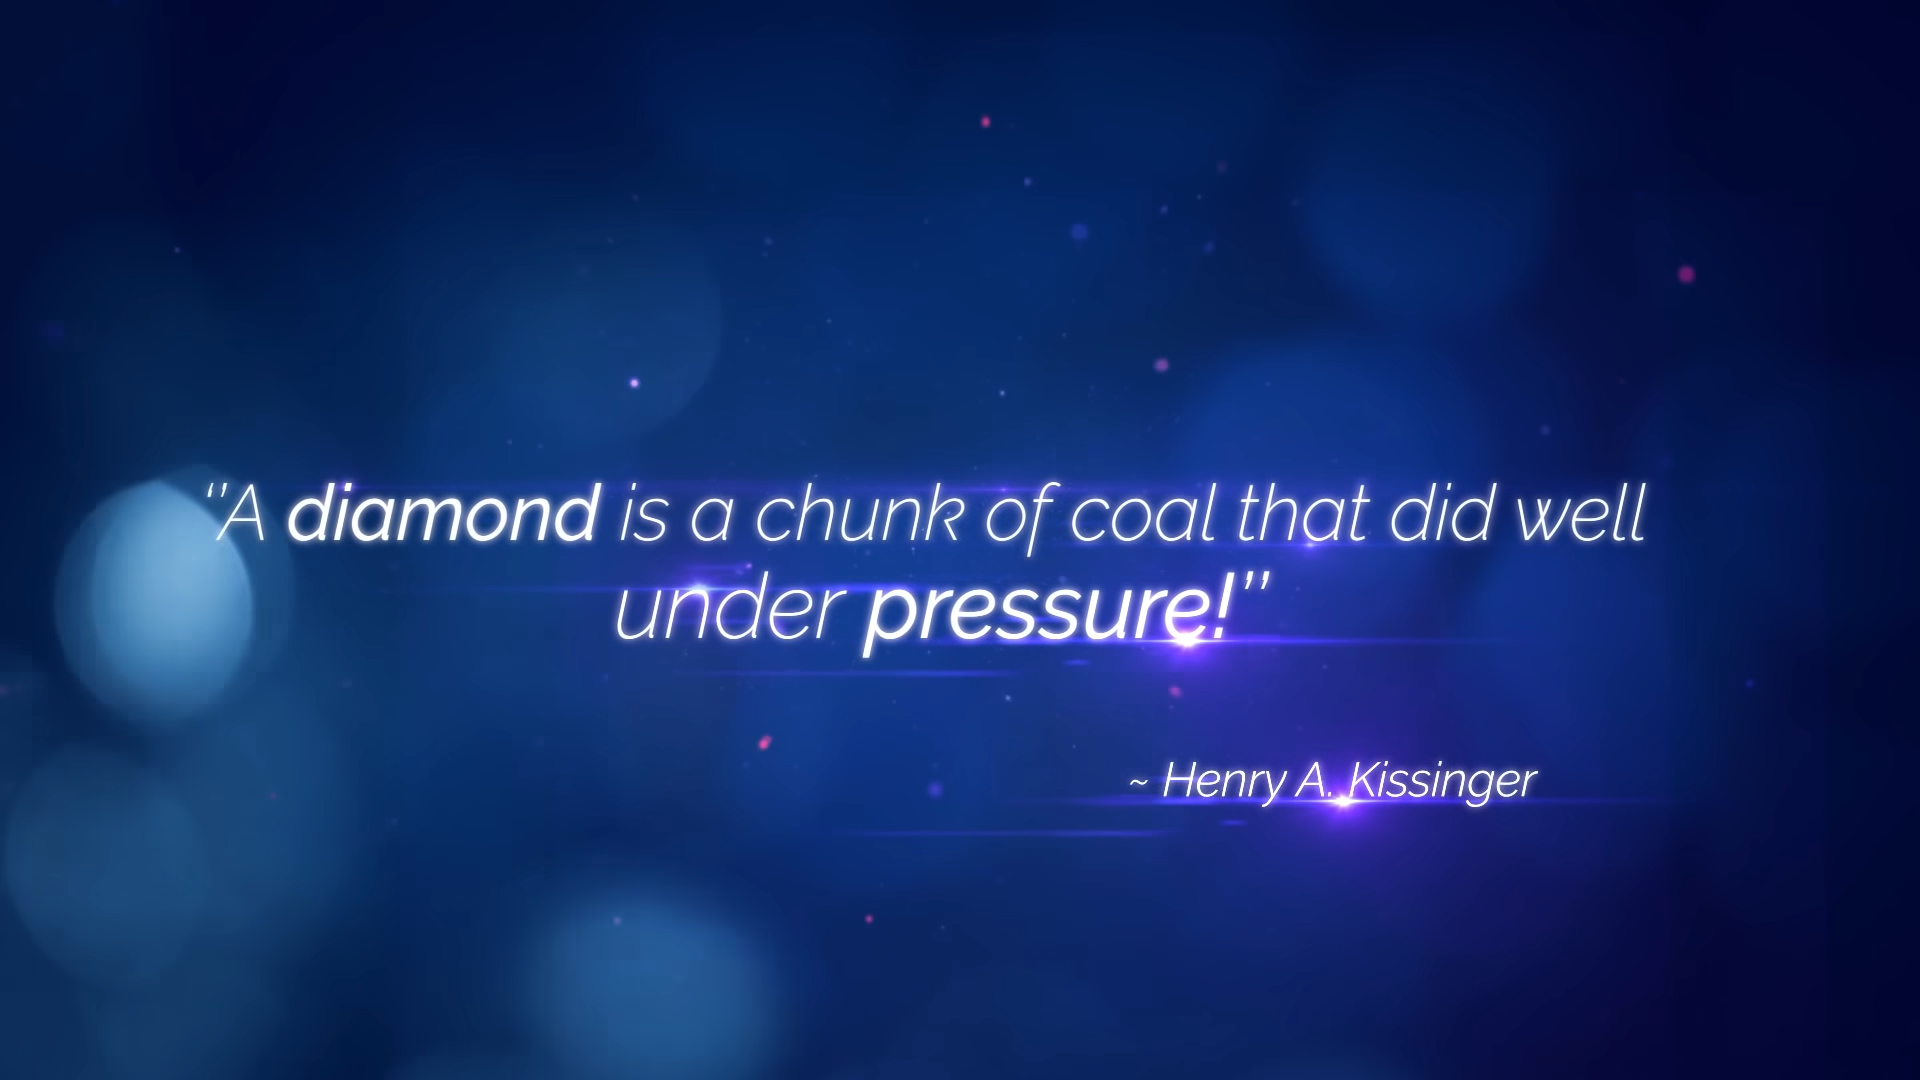 "A diamond is a chunk of coal that did well
under pressure!"
~ Henry A. Kissinger